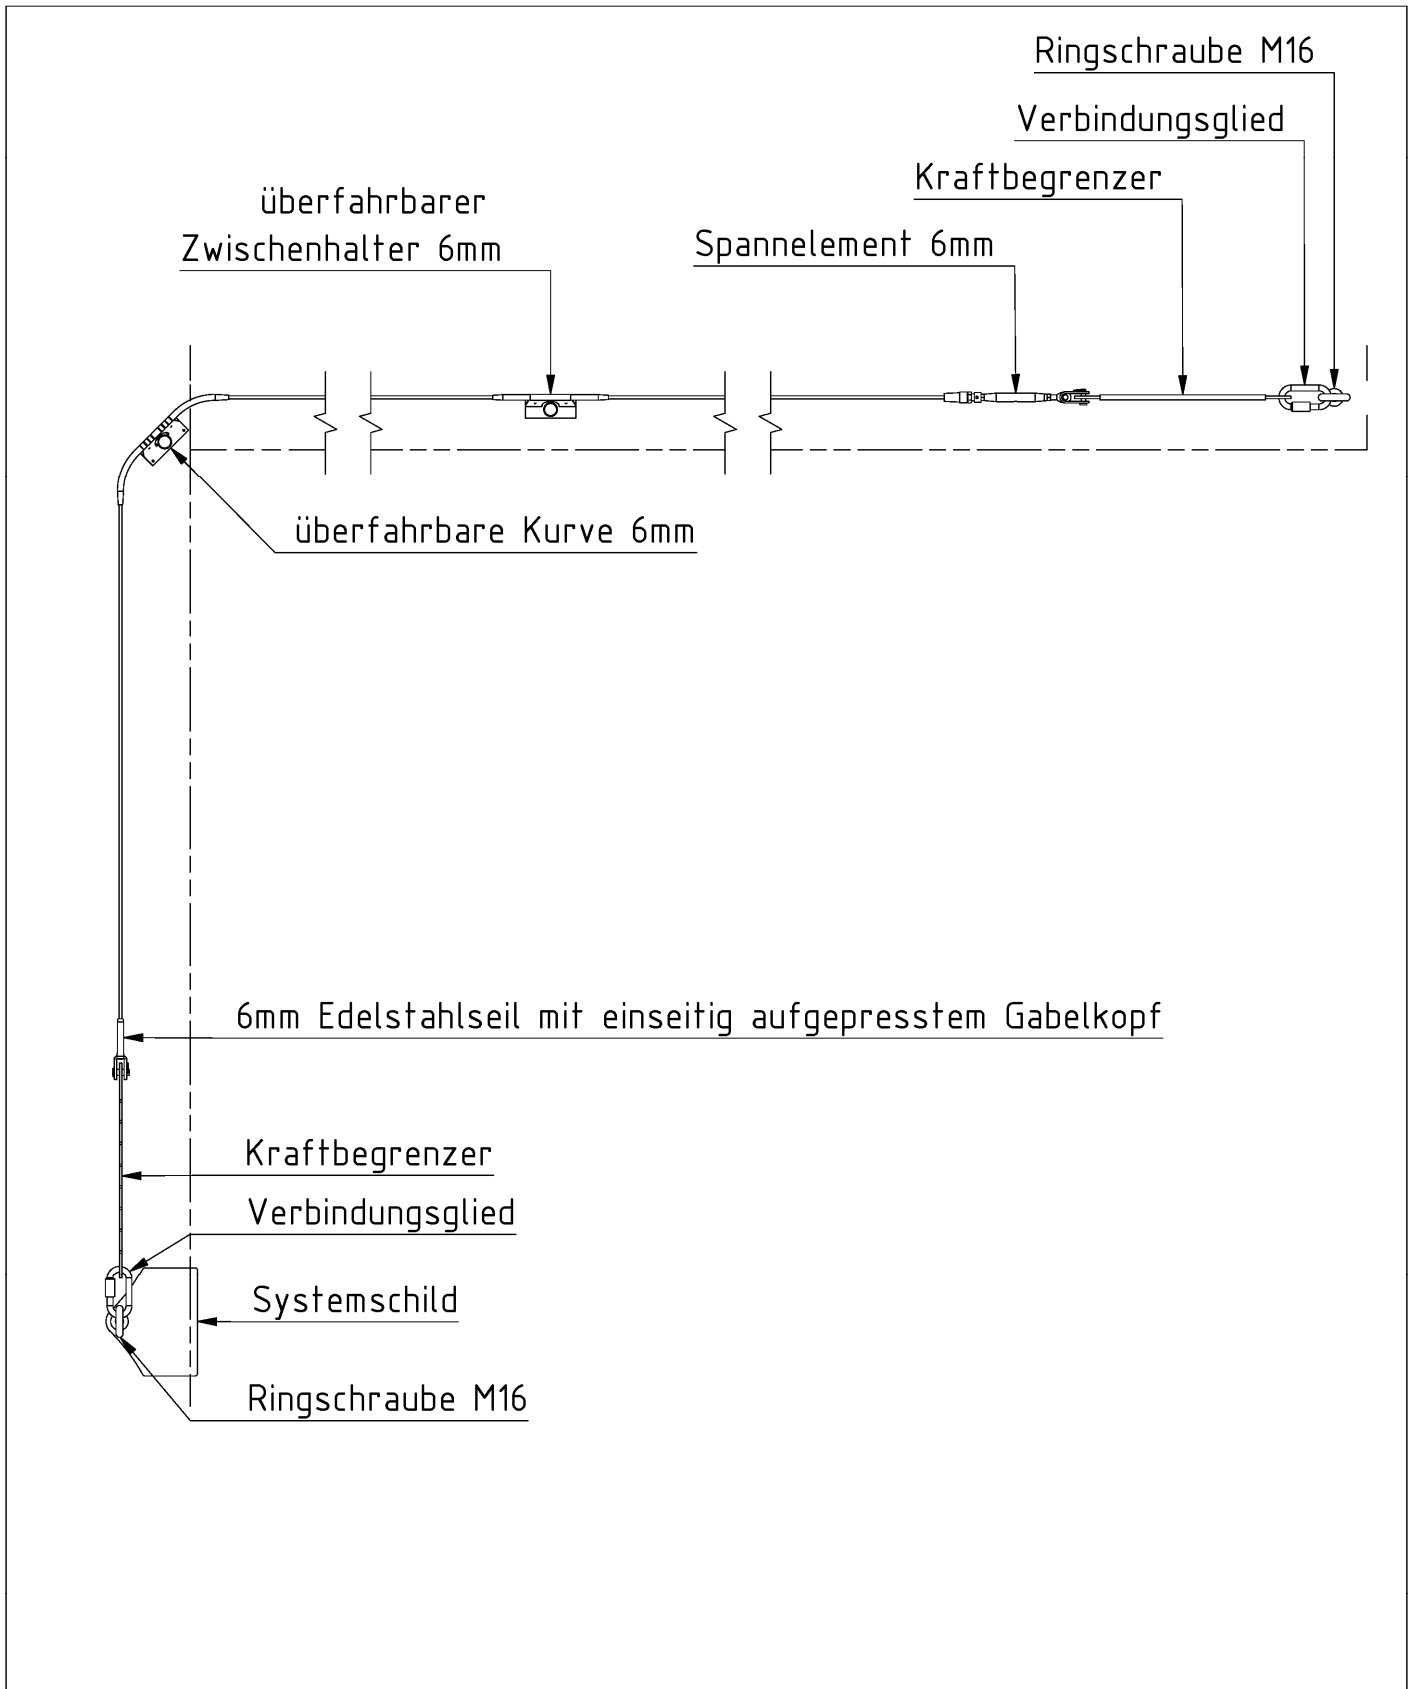 Ringschraube M16
Verbindungsglied
Kraftbegrenzer
überfahrbarer
Zwischenhalter 6mm
Spannelement 6mm
überfahrbare Kurve 6mm
6mm Edelstahlseil mit einseitig aufgepresstem Gabelkopf
Kraftbegrenzer
Verbindungsglied
Systemschild
Ringschraube M16